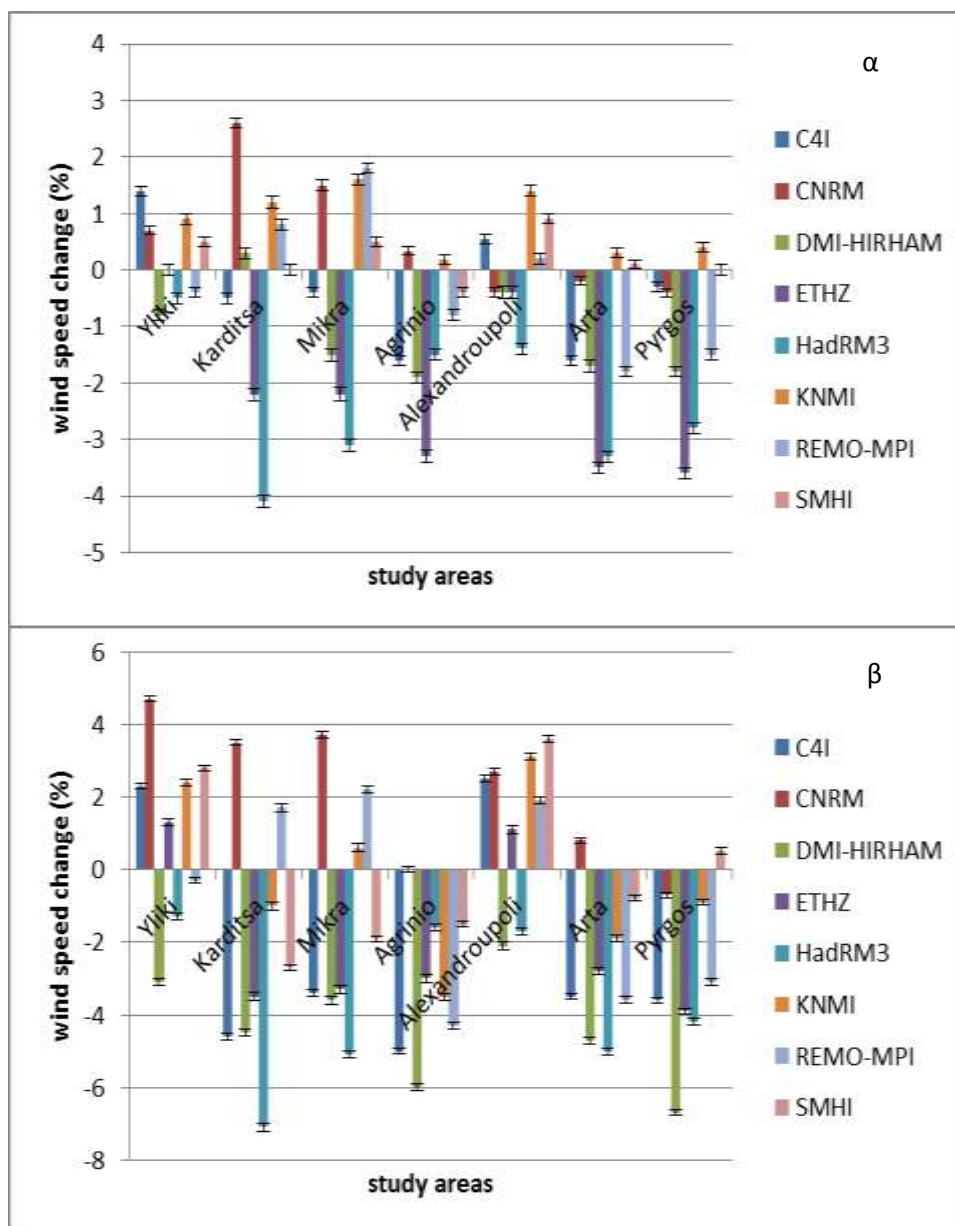 α
4
3
2
1
0
-1
-2
-3
-4
-5
wind speed change (%)
Yliki
Karditsa
Mikra
Agrinio
Alexandroupoli
Arta
Pyrgos
study areas
C4I
CNRM
DMI-HIRHAM
ETHZ
HadRM3
KNMI
REMO-MPI
SMHI
β
6
4
2
0
-2
-4
-6
-8
wind speed change (%)
Yliki
Karditsa
Mikra
Agrinio
Alexandroupoli
Arta
Pyrgos
study areas
C4I
CNRM
DMI-HIRHAM
ETHZ
HadRM3
KNMI
REMO-MPI
SMHI